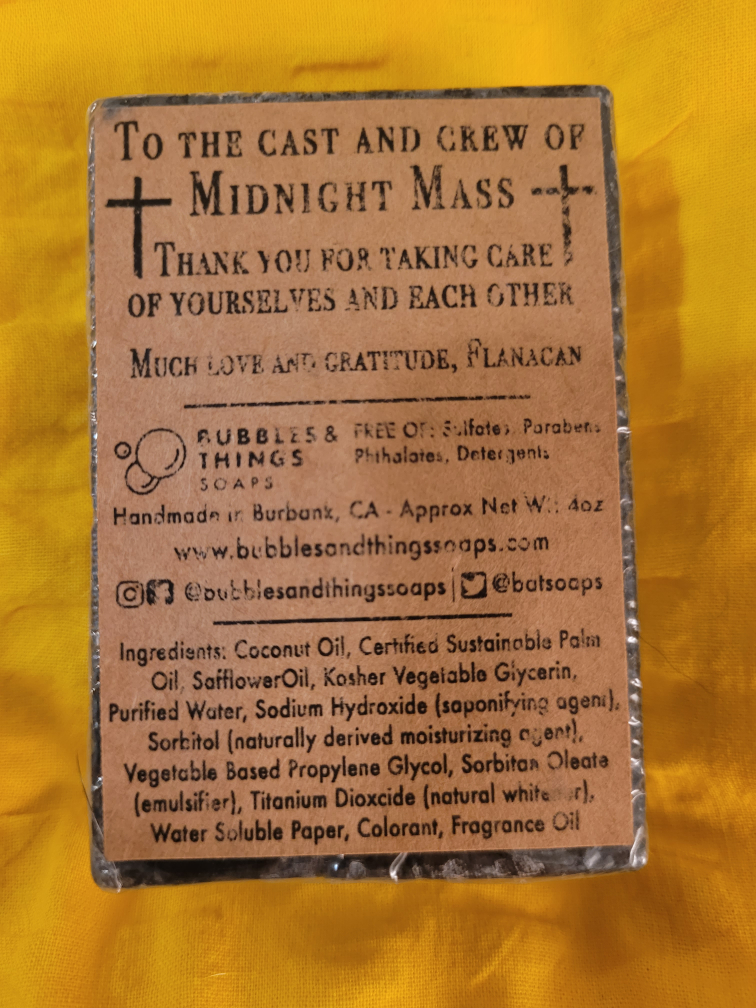 TO THE CAST AND CREW OF
MIDNIGHT MASS
THANK YOU FOR TAKING CARE
OF YOURSELVES AND EACH OTHER
MUCH LOVE AND GRATITUDE, FLANAGAN
BUBBLES &
THINGS
SOAPS
FREE OF: Sulfates, Parabens
Phthalates, Detergents
Handmade in Burbank, CA - Approx Net Wt: 4oz
www.bubblesandthingssoaps.com
@bubblesandthingssoaps | @batsoaps
Ingredients: Coconut Oil, Certified Sustainable Palm
Oil, SafflowerOil, Kosher Vegetable Glycerin,
Purified Water, Sodium Hydroxide (saponifying agent),
Sorbitol (naturally derived moisturizing agent),
Vegetable Based Propylene Glycol, Sorbitan Oleate
(emulsifier), Titanium Dioxcide (natural whitener),
Water Soluble Paper, Colorant, Fragrance Oil